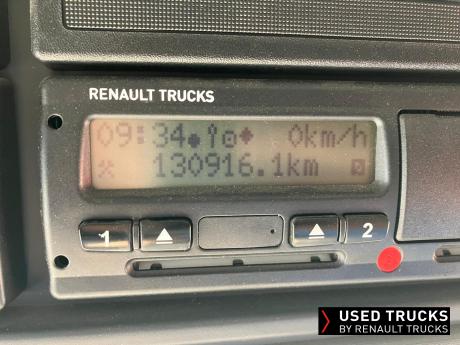 RENAULT TRUCKS
09:34 0km/h
130916.1km
1 2
USED TRUCKS
BY RENAULT TRUCKS